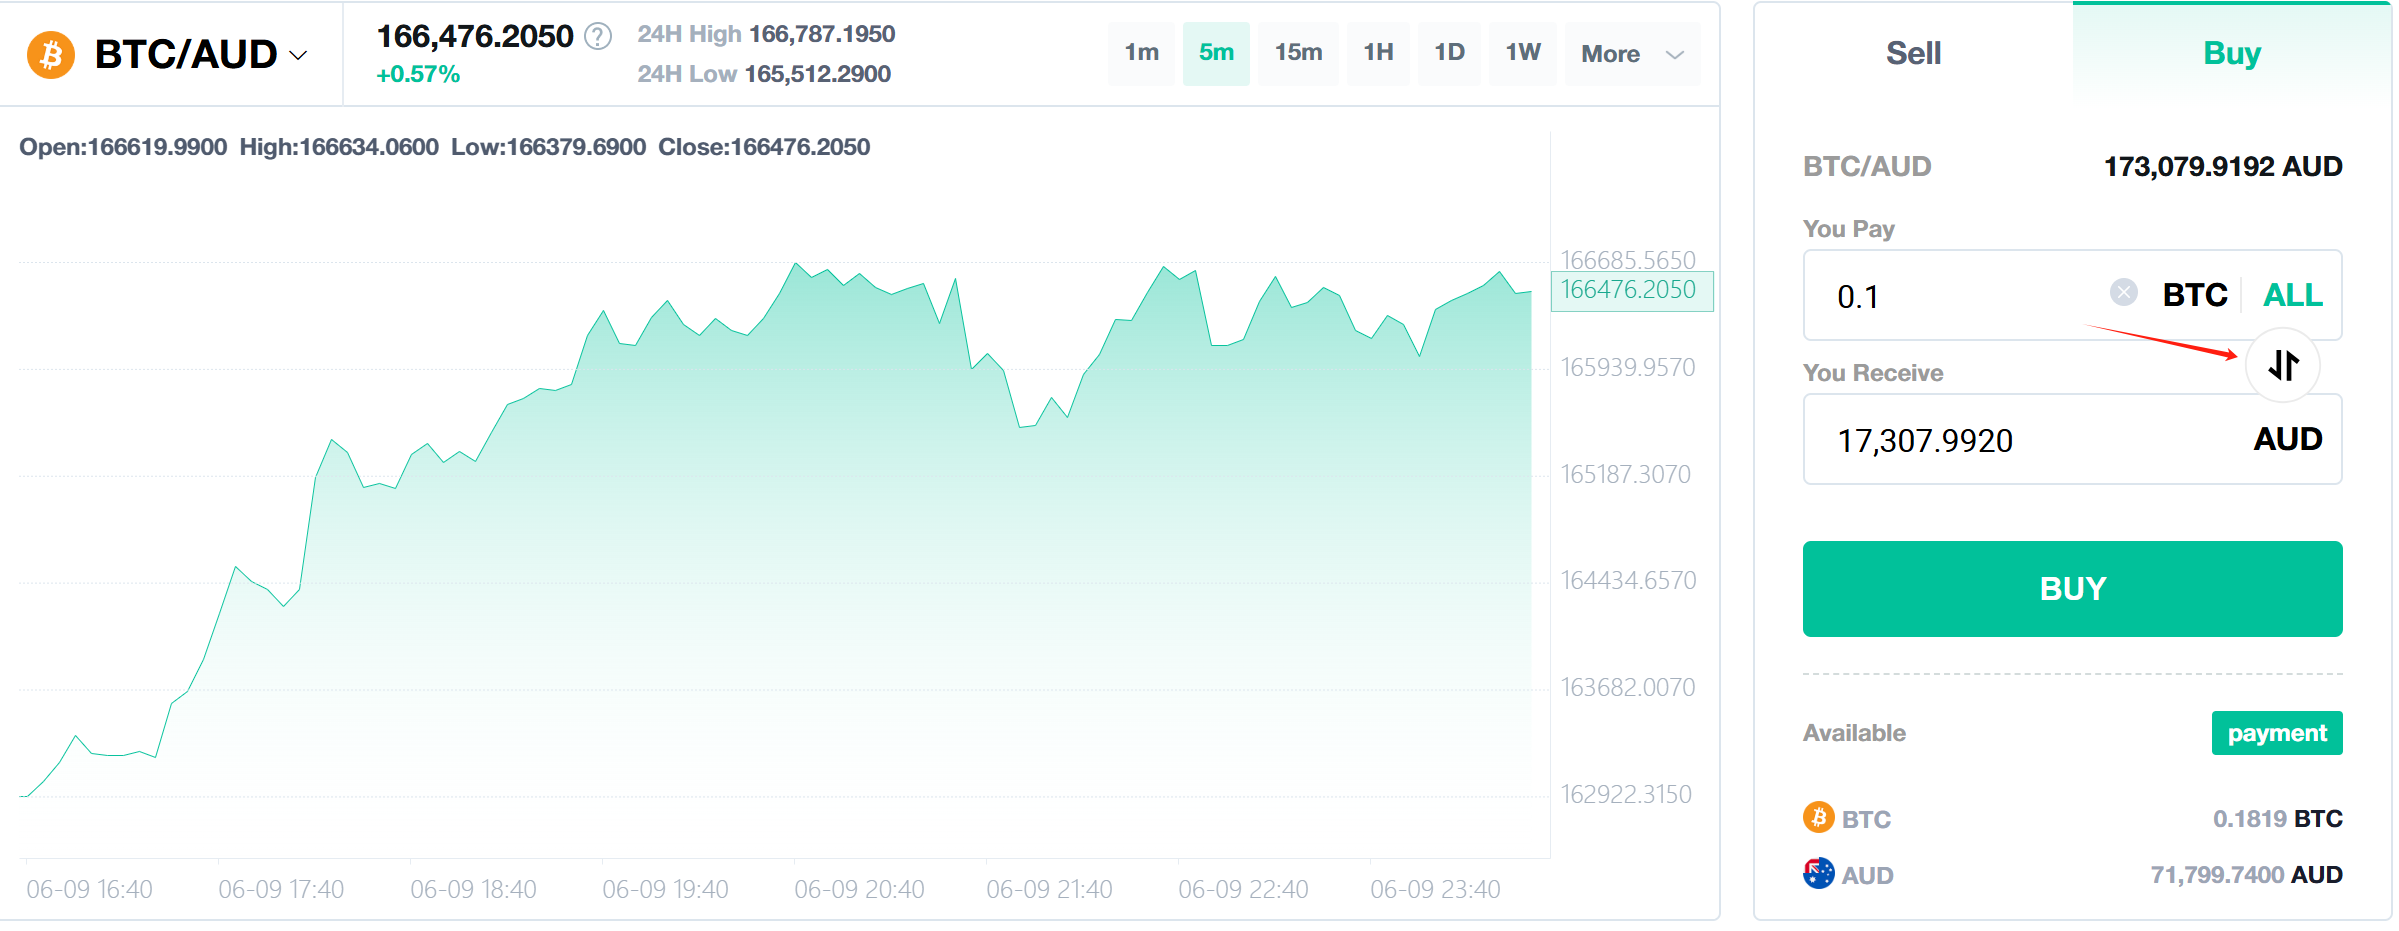 BTC/AUD
166,476.2050
+0.57%
24H High 166,787.1950
24H Low 165,512.2900
1m 5m 15m 1H 1D 1W More
Open:166619.9900 High:166634.0600 Low:166379.6900 Close:166476.2050
166685.5650
166476.2050
165939.9570
165187.3070
164434.6570
163682.0070
162922.3150
06-09 16:40 06-09 17:40 06-09 18:40 06-09 19:40 06-09 20:40 06-09 21:40 06-09 22:40 06-09 23:40
Sell Buy
BTC/AUD 173,079.9192 AUD
You Pay
0.1 BTC ALL
You Receive
17,307.9920 AUD
BUY
Available payment
BTC 0.1819 BTC
AUD 71,799.7400 AUD